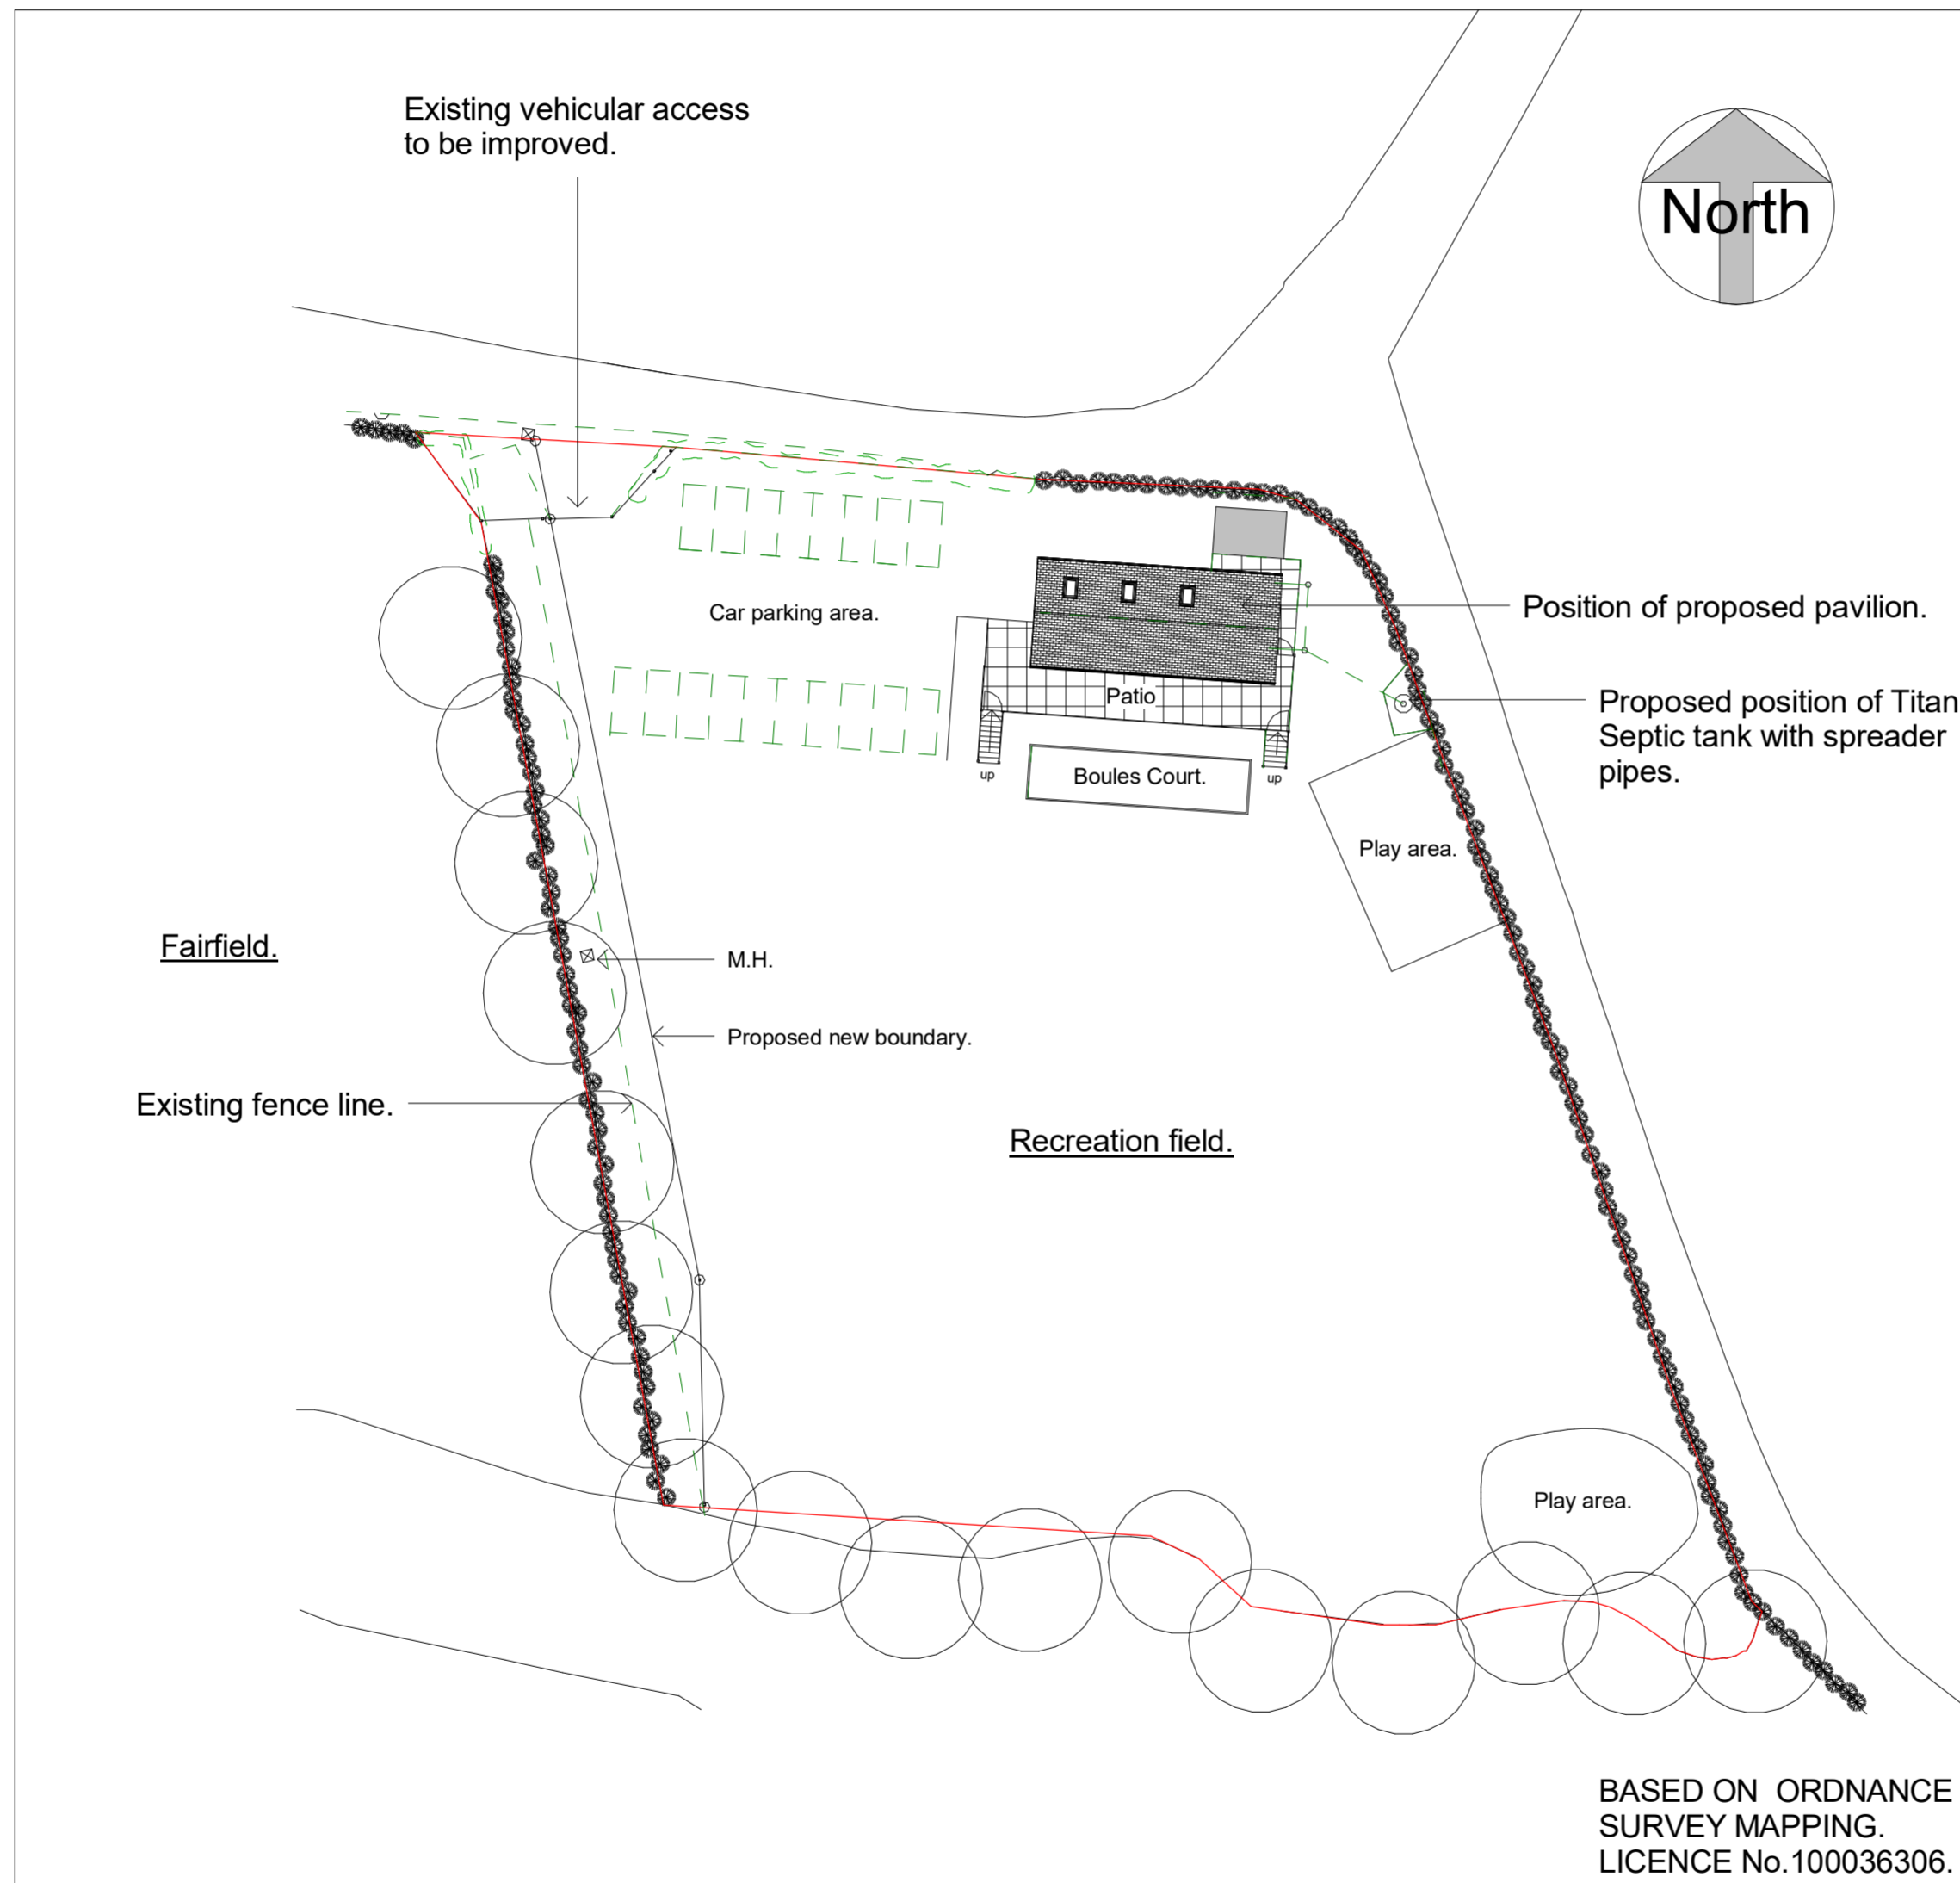 Existing vehicular access
to be improved.
North
Position of proposed pavilion.
Car parking area.
Patio
Proposed position of Titan
Septic tank with spreader
pipes.
up
Boules Court.
up
Play area.
Fairfield.
M.H.
Proposed new boundary.
Existing fence line.
Recreation field.
Play area.
BASED ON ORDNANCE
SURVEY MAPPING.
LICENCE No.100036306.